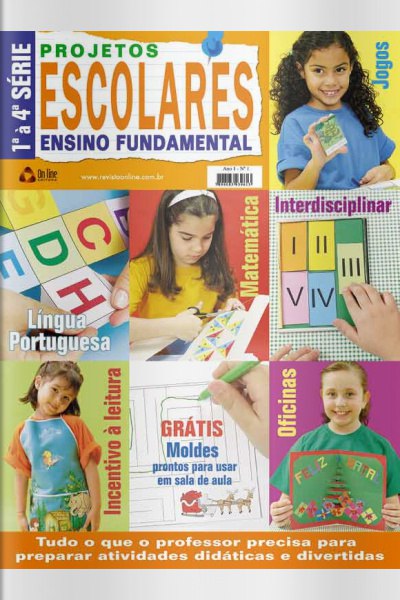 1ª à 4ª SÉRIE
PROJETOS
ESCOLARES
ENSINO FUNDAMENTAL
On line
EDITORA
www.revistaonline.com.br
Ano I - Nº 1
Jogos
C
D
H
E
Língua
Portuguesa
Matemática
Interdisciplinar
I II III
V IV
Incentivo à leitura
GRÁTIS
Moldes
prontos para usar
em sala de aula
Oficinas
FELIZ NATAL
Tudo o que o professor precisa para
preparar atividades didáticas e divertidas